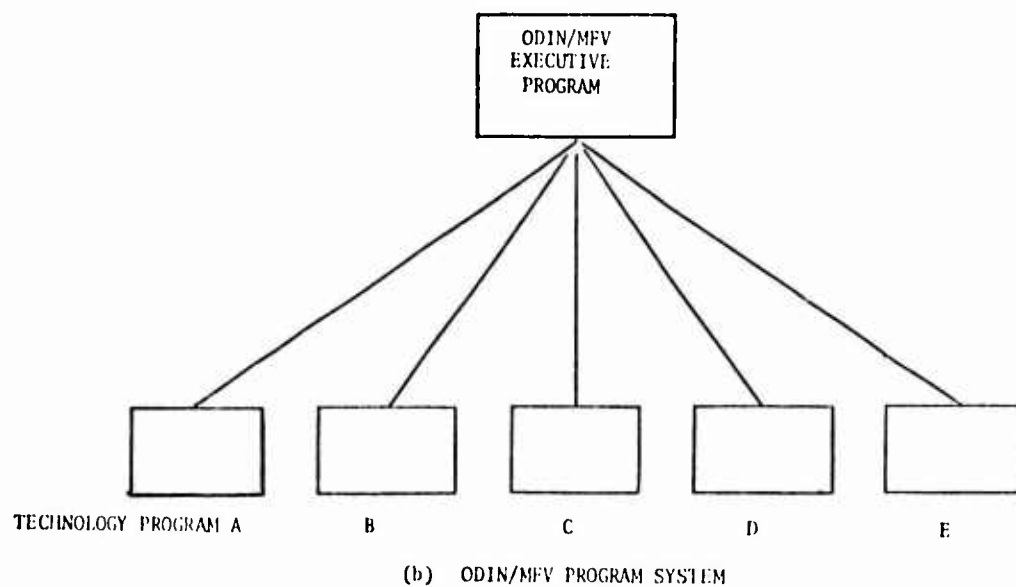 ODIN/MFV
EXECUTIVE
PROGRAM
TECHNOLOGY PROGRAM A
B
C
D
E
(b) ODIN/MFV PROGRAM SYSTEM